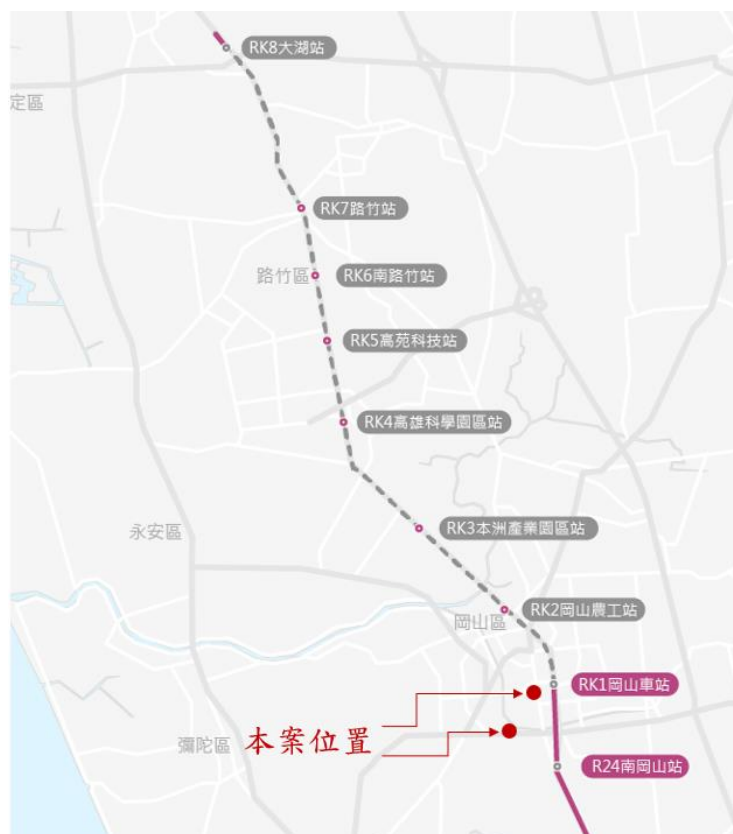 RK8大湖站
定區
RK7路竹站
路竹區
RK6南路竹站
RK5高苑科技站
RK4高雄科學園區站
RK3本洲產業園區站
永安區
RK2岡山農工站
岡山區
RK1岡山車站
本案位置
彌陀區
R24南岡山站